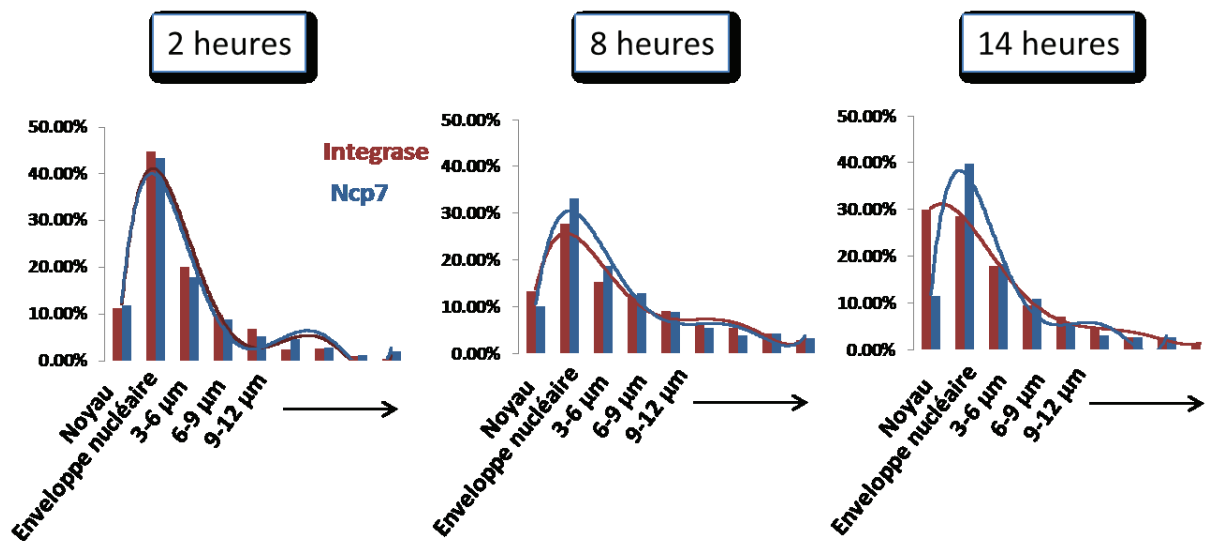 2 heures
8 heures
14 heures
50.00%
40.00%
30.00%
20.00%
10.00%
0.00%
Integrase
Ncp7
Noyau
Enveloppe nucléaire
3-6 µm
6-9 µm
9-12 µm
50.00%
40.00%
30.00%
20.00%
10.00%
0.00%
Noyau
Enveloppe nucléaire
3-6 µm
6-9 µm
9-12 µm
50.00%
40.00%
30.00%
20.00%
10.00%
0.00%
Noyau
Enveloppe nucléaire
3-6 µm
6-9 µm
9-12 µm